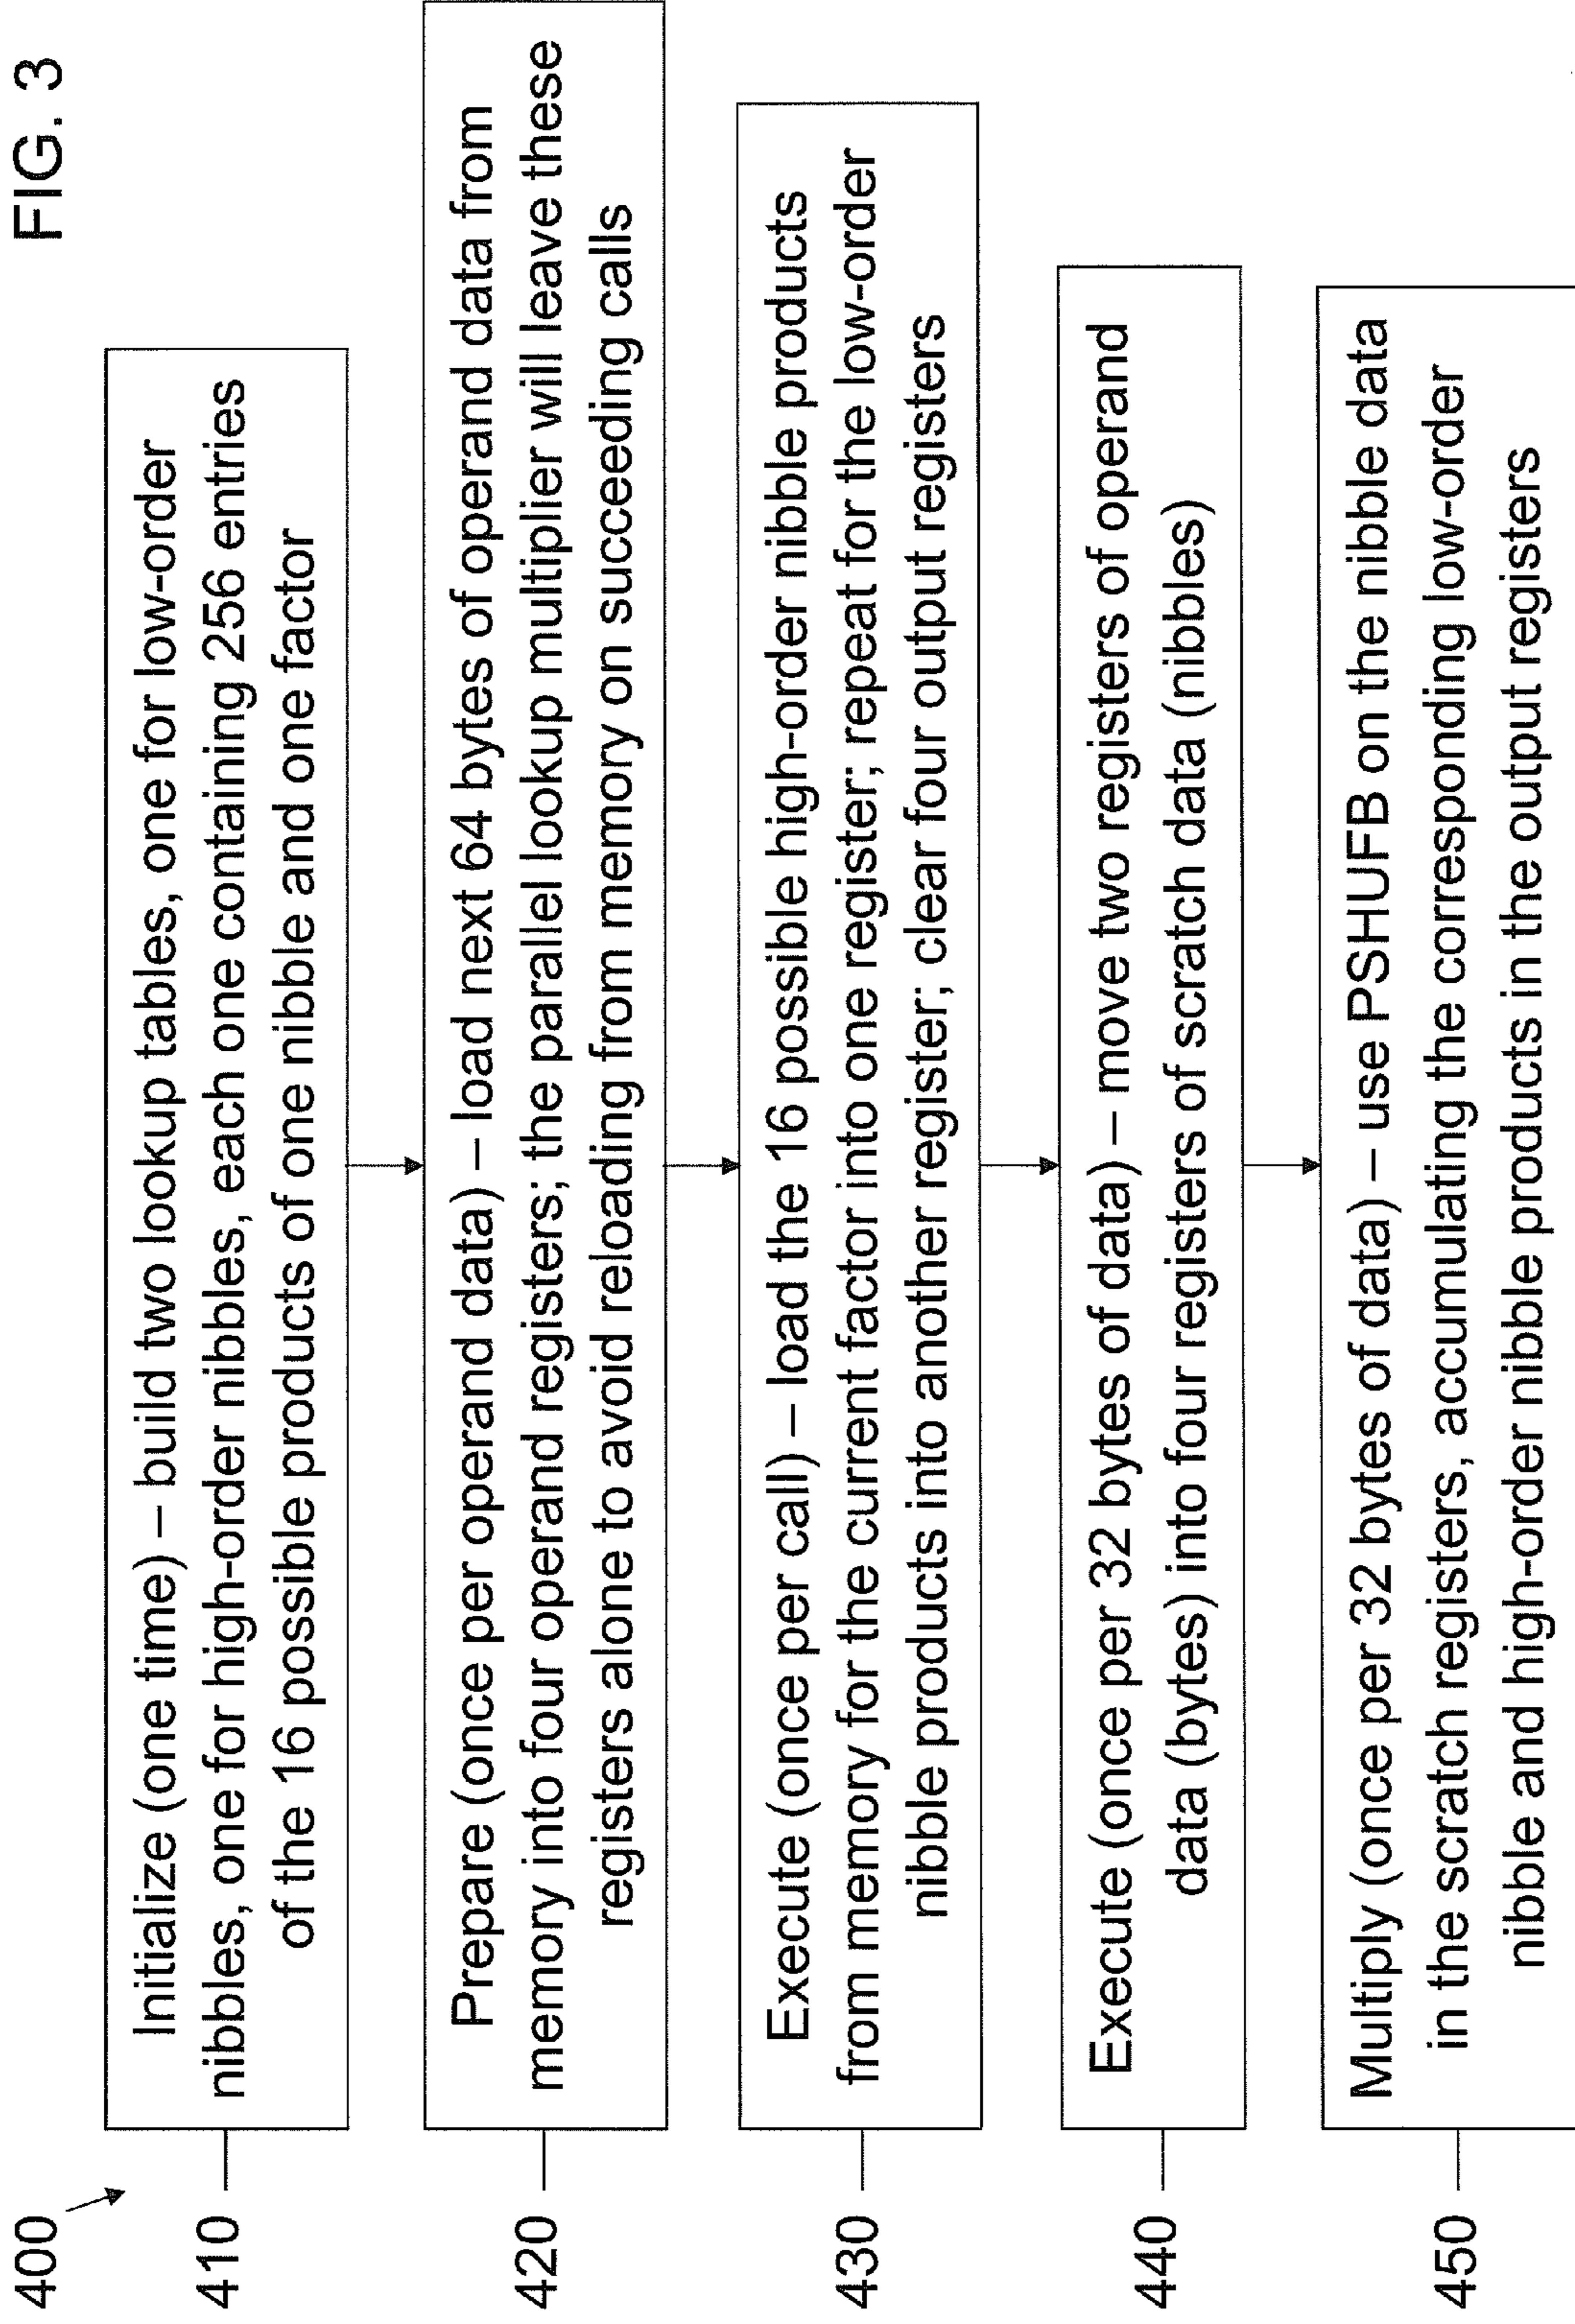 FIG. 3
400
410
Initialize (one time) – build two lookup tables, one for low-order
nibbles, one for high-order nibbles, each one containing 256 entries
of the 16 possible products of one nibble and one factor
420
Prepare (once per operand data) – load next 64 bytes of operand data from
memory into four operand registers; the parallel lookup multiplier will leave these
registers alone to avoid reloading from memory on succeeding calls
430
Execute (once per call) – load the 16 possible high-order nibble products
from memory for the current factor into one register; repeat for the low-order
nibble products into another register; clear four output registers
440
Execute (once per 32 bytes of data) – move two registers of operand
data (bytes) into four registers of scratch data (nibbles)
450
Multiply (once per 32 bytes of data) – use PSHUFB on the nibble data
in the scratch registers, accumulating the corresponding low-order
nibble and high-order nibble products in the output registers